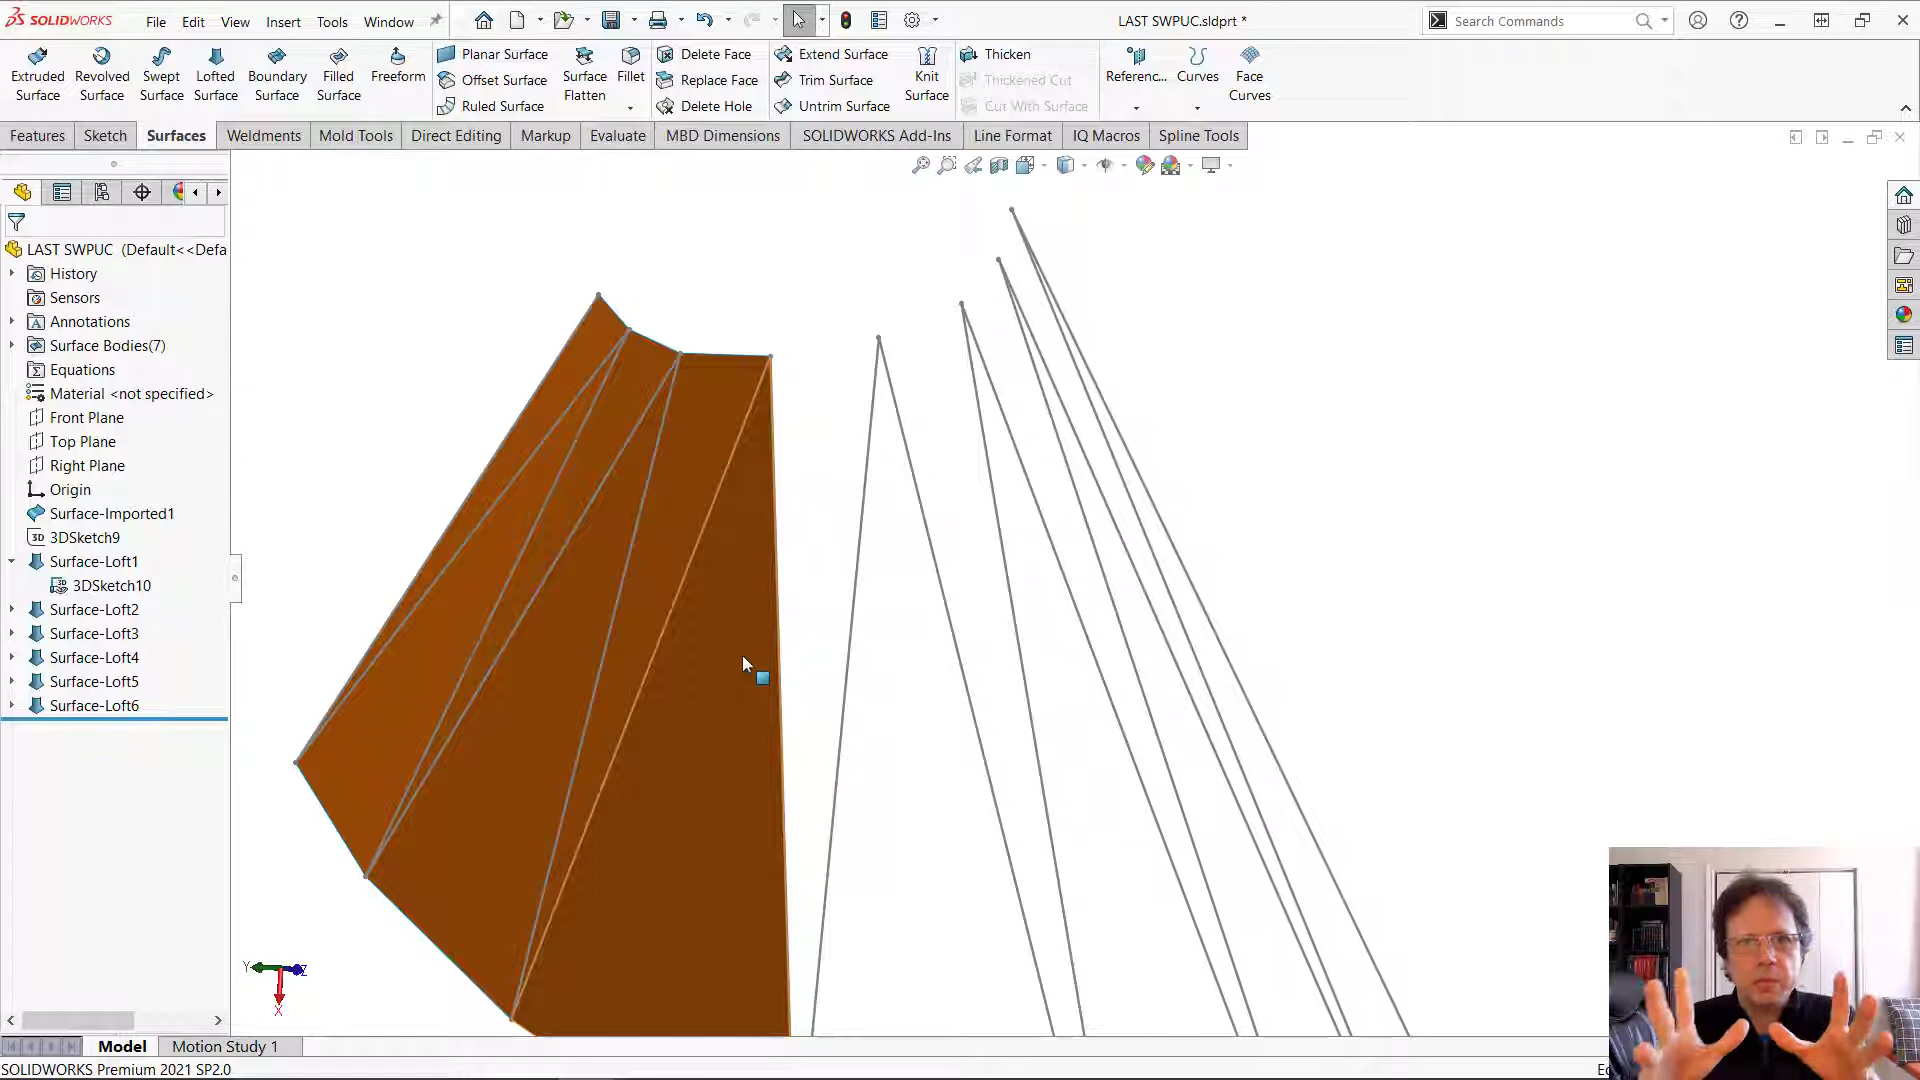 SOLIDWORKS File Edit View Insert Tools Window LAST SWPUC.sldprt * Search Commands
Extruded Surface
Revolved Surface
Swept Surface
Lofted Surface
Boundary Surface
Filled Surface
Freeform
Planar Surface
Offset Surface
Ruled Surface
Surface Flatten
Fillet
Delete Face
Replace Face
Delete Hole
Extend Surface
Trim Surface
Untrim Surface
Knit Surface
Thicken
Thickened Cut
Cut With Surface
Referenc...
Curves
Face Curves
Features Sketch Surfaces Weldments Mold Tools Direct Editing Markup Evaluate MBD Dimensions SOLIDWORKS Add-Ins Line Format IQ Macros Spline Tools
LAST SWPUC (Default<<Defa
History
Sensors
Annotations
Surface Bodies(7)
Equations
Material <not specified>
Front Plane
Top Plane
Right Plane
Origin
Surface-Imported1
3D 3DSketch9
Surface-Loft1
3DSketch10
Surface-Loft2
Surface-Loft3
Surface-Loft4
Surface-Loft5
Surface-Loft6
Y Z
X
Model Motion Study 1
SOLIDWORKS Premium 2021 SP2.0